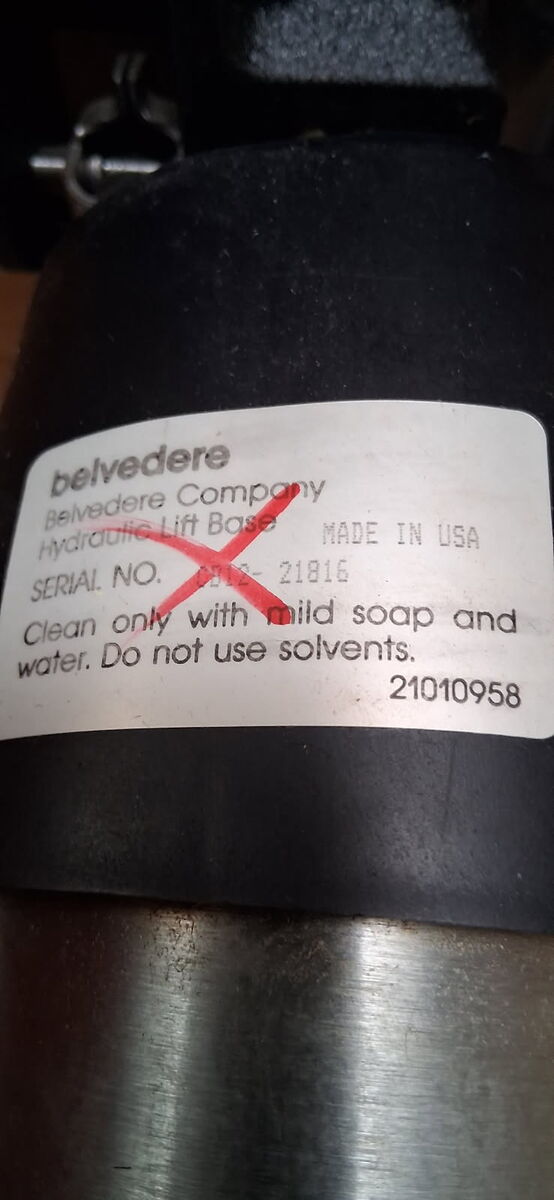 belvedere
Belvedere Company
Hydraulic Lift Base
MADE IN USA
SERIAL NO. 21816
Clean only with mild soap and
water. Do not use solvents.
21010958